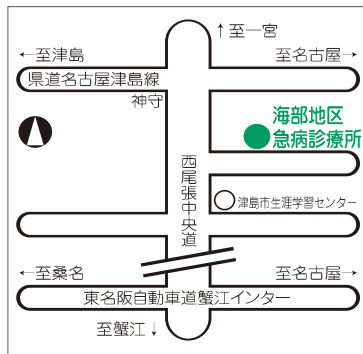 ↑至一宮
←至津島
至名古屋→
県道名古屋津島線
神守
海部地区
急病診療所
西尾張中央道
津島市生涯学習センター
←至桑名
至名古屋→
東名阪自動車道蟹江インター
至蟹江↓